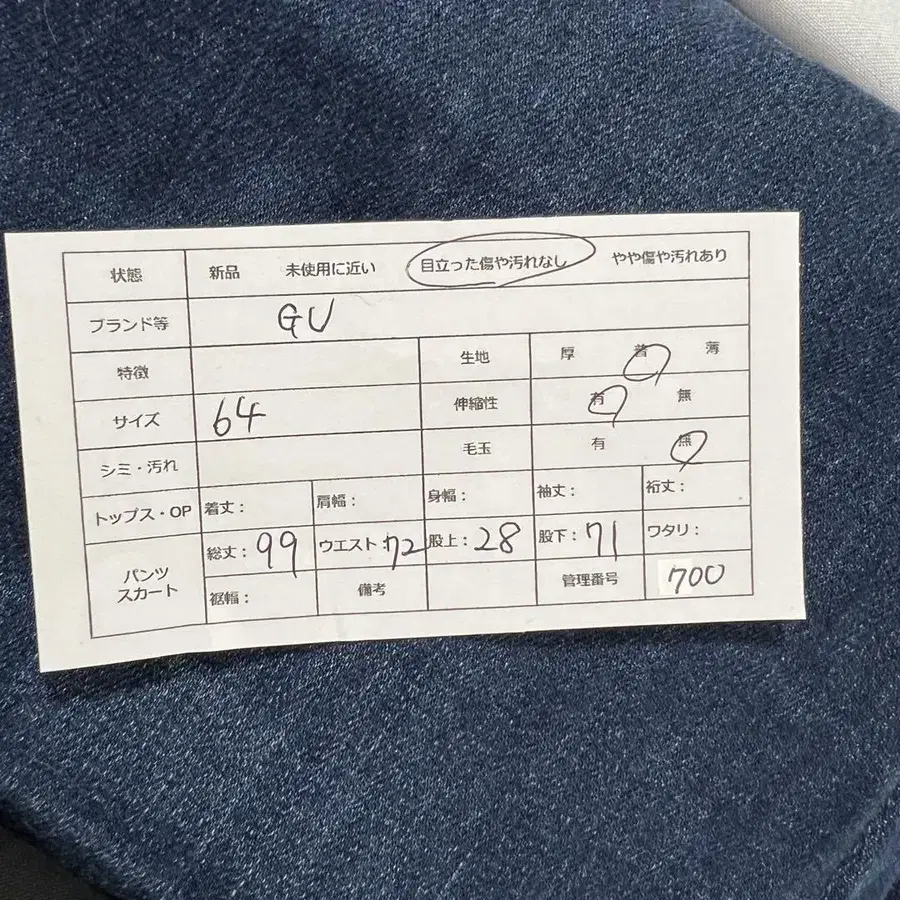 状態 新品 未使用に近い 目立った傷や汚れなし やや傷や汚れあり
ブランド等 GU
特徴 生地 厚 普 薄
サイズ 64 伸縮性 有 無
シミ・汚れ 毛玉 有 無
トップス・OP 着丈： 肩幅： 身幅： 袖丈： 裄丈：
パンツ スカート 総丈：99 ウエスト：72 股上：28 股下：71 ワタリ：
裾幅： 備考 管理番号 700